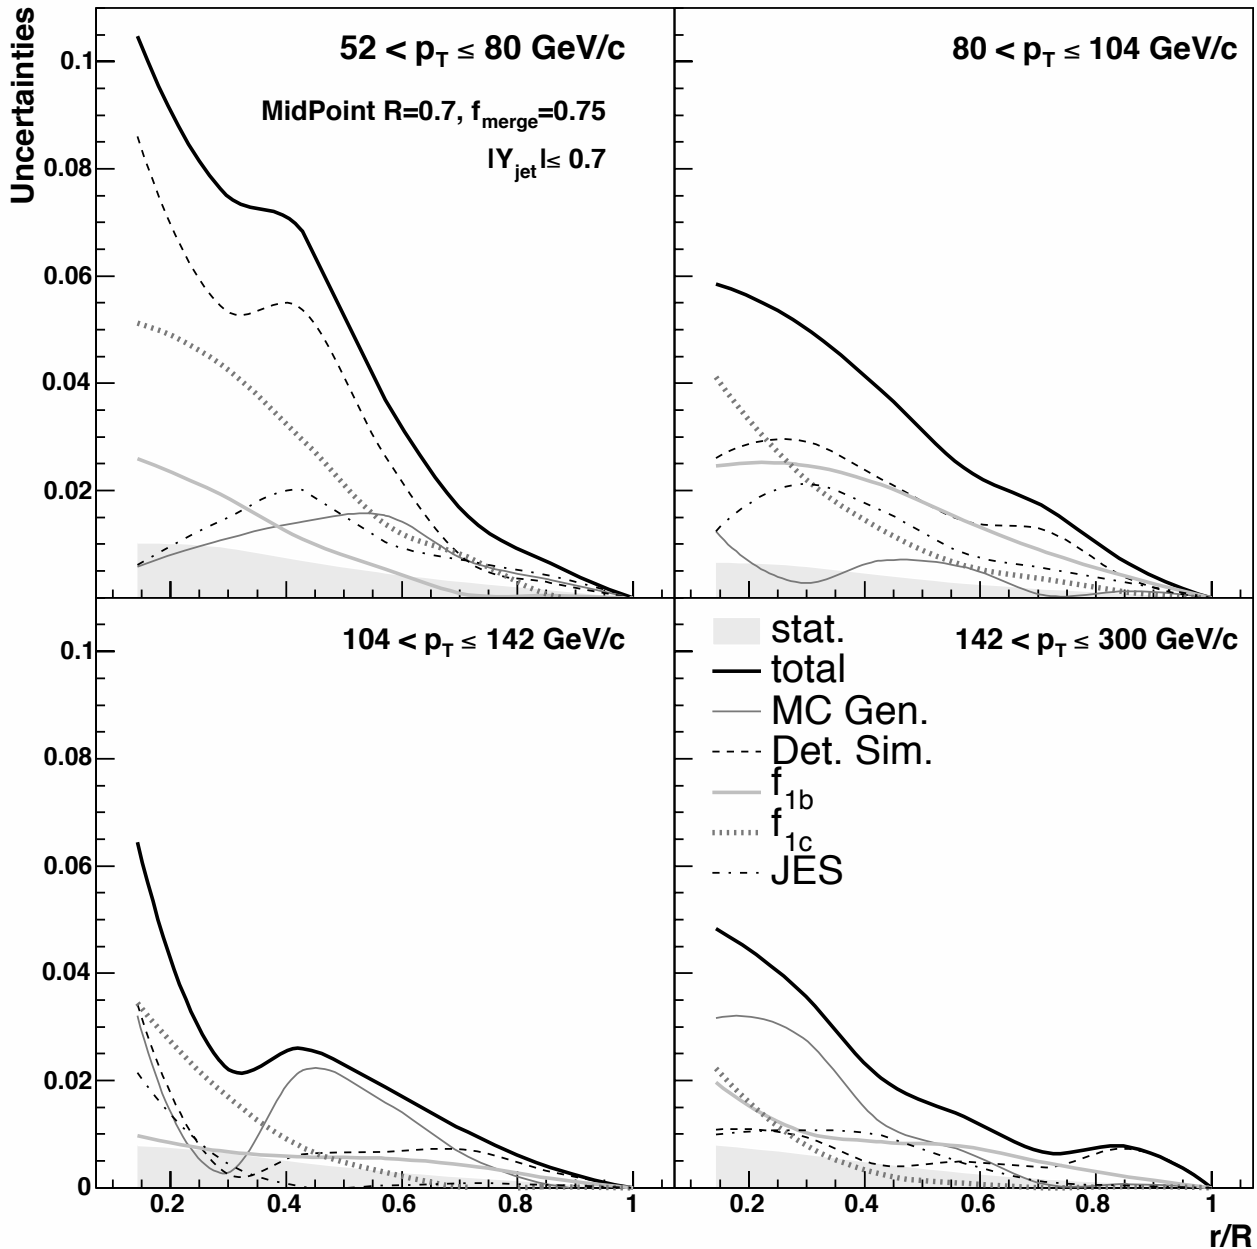 Uncertainties
52 < p_T ≤ 80 GeV/c
MidPoint R=0.7, f_merge=0.75
|Y_jet|≤ 0.7
0.1
0.08
0.06
0.04
0.02
80 < p_T ≤ 104 GeV/c
104 < p_T ≤ 142 GeV/c
0.1
0.08
0.06
0.04
0.02
0
0.2 0.4 0.6 0.8 1
142 < p_T ≤ 300 GeV/c
stat.
total
MC Gen.
Det. Sim.
f_1b
f_1c
JES
0.2 0.4 0.6 0.8 1
r/R